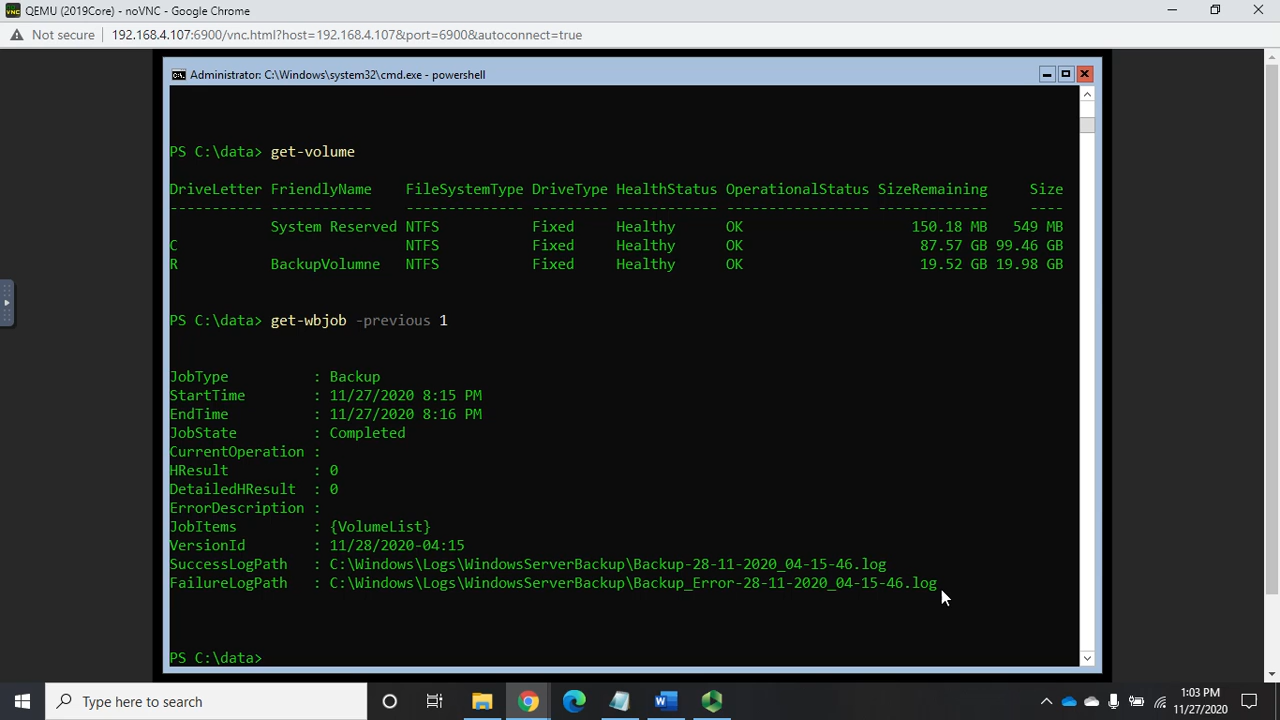 QEMU (2019Core) - noVNC - Google Chrome
Not secure 192.168.4.107:6900/vnc.html?host=192.168.4.107&port=6900&autoconnect=true
Administrator: C:\Windows\system32\cmd.exe - powershell
PS C:\data> get-volume
DriveLetter FriendlyName FileSystemType DriveType HealthStatus OperationalStatus SizeRemaining Size
----------- ------------ -------------- --------- ------------ ----------------- ------------- ----
System Reserved NTFS Fixed Healthy OK 150.18 MB 549 MB
C NTFS Fixed Healthy OK 87.57 GB 99.46 GB
R BackupVolumne NTFS Fixed Healthy OK 19.52 GB 19.98 GB
PS C:\data> get-wbjob -previous 1
JobType : Backup
StartTime : 11/27/2020 8:15 PM
EndTime : 11/27/2020 8:16 PM
JobState : Completed
CurrentOperation :
HResult : 0
DetailedHResult : 0
ErrorDescription :
JobItems : {VolumeList}
VersionId : 11/28/2020-04:15
SuccessLogPath : C:\Windows\Logs\WindowsServerBackup\Backup-28-11-2020_04-15-46.log
FailureLogPath : C:\Windows\Logs\WindowsServerBackup\Backup_Error-28-11-2020_04-15-46.log
PS C:\data>
Type here to search
1:03 PM
11/27/2020